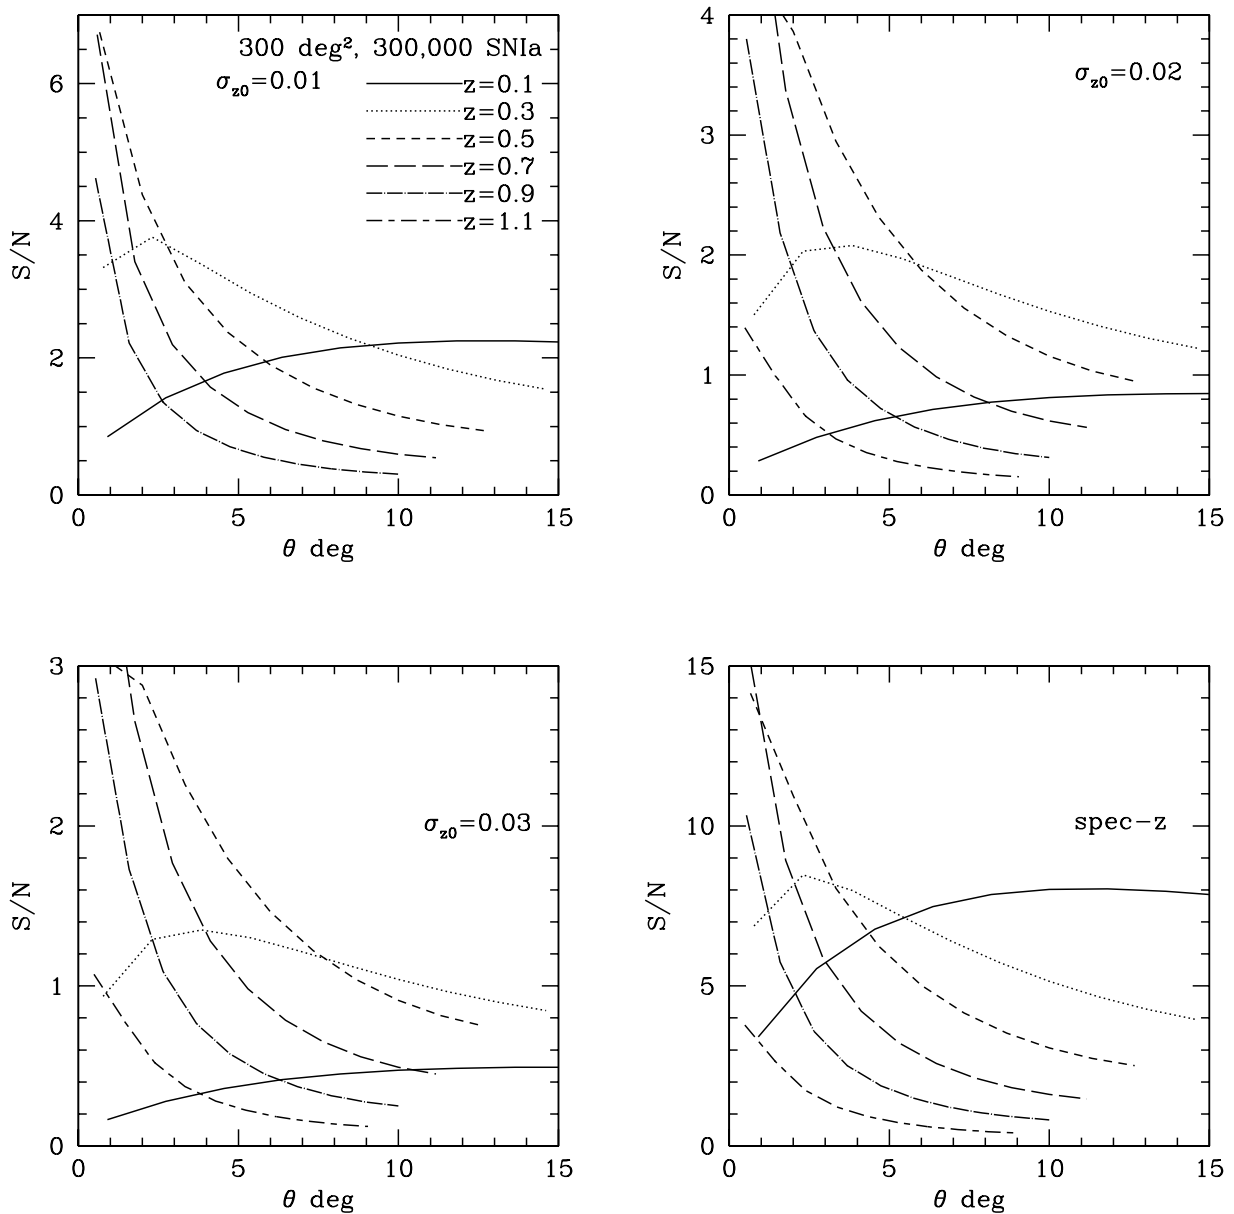 300 deg², 300,000 SNIa
σz0=0.01
z=0.1
z=0.3
z=0.5
z=0.7
z=0.9
z=1.1
6
4
2
0
S/N
0 5 10 15
θ deg
σz0=0.02
4
3
2
1
0
S/N
0 5 10 15
θ deg
σz0=0.03
3
2
1
0
S/N
0 5 10 15
θ deg
spec-z
15
10
5
0
S/N
0 5 10 15
θ deg